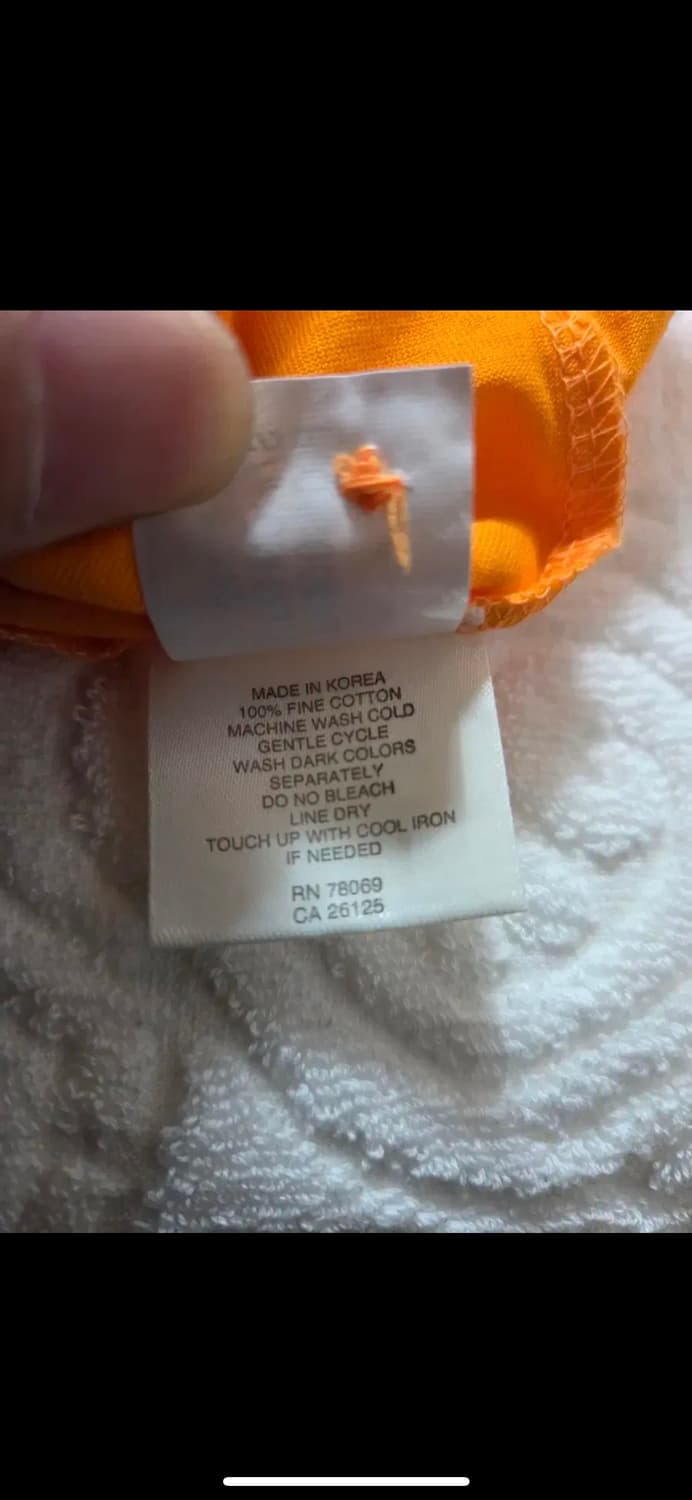 MADE IN KOREA
100% FINE COTTON
MACHINE WASH COLD
GENTLE CYCLE
WASH DARK COLORS
SEPARATELY
DO NO BLEACH
LINE DRY
TOUCH UP WITH COOL IRON
IF NEEDED
RN 78069
CA 26125